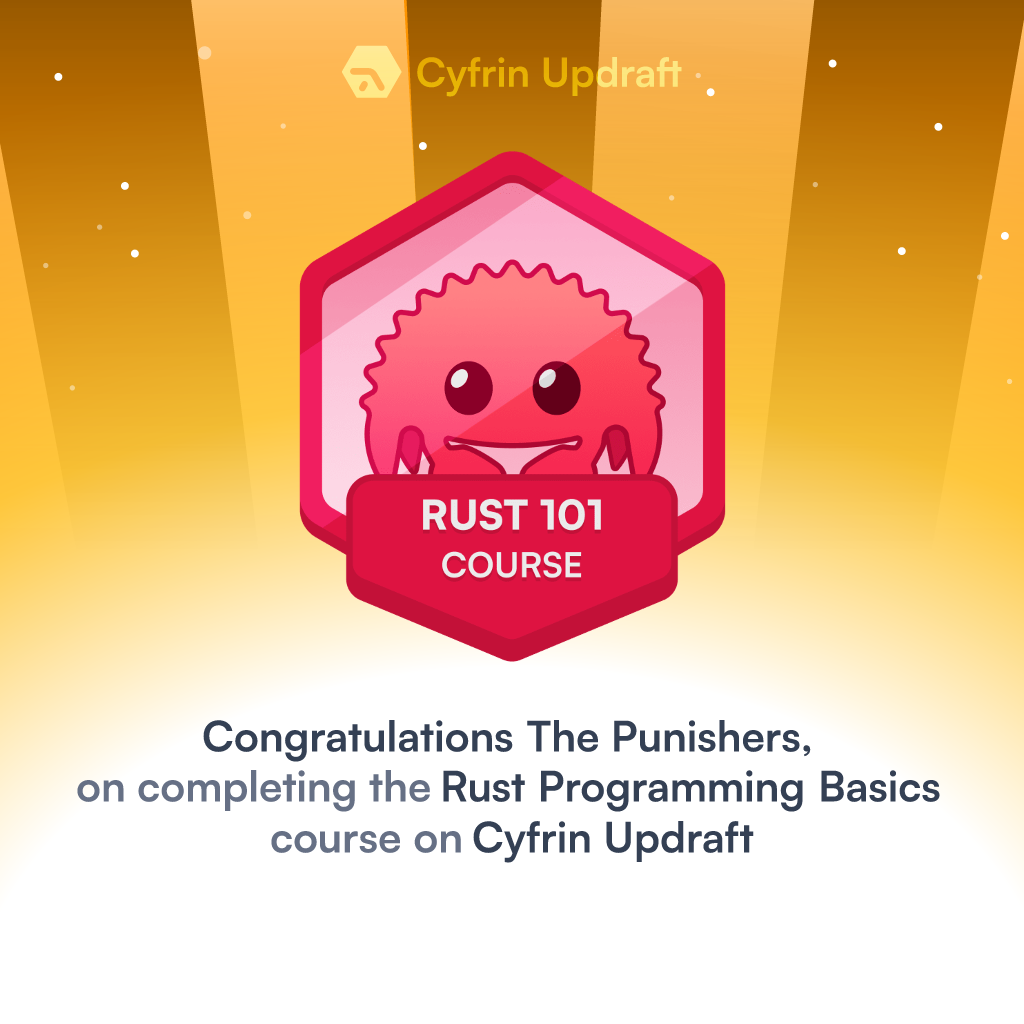 Cyfrin Updraft
RUST 101
COURSE
Congratulations The Punishers,
on completing the Rust Programming Basics
course on Cyfrin Updraft